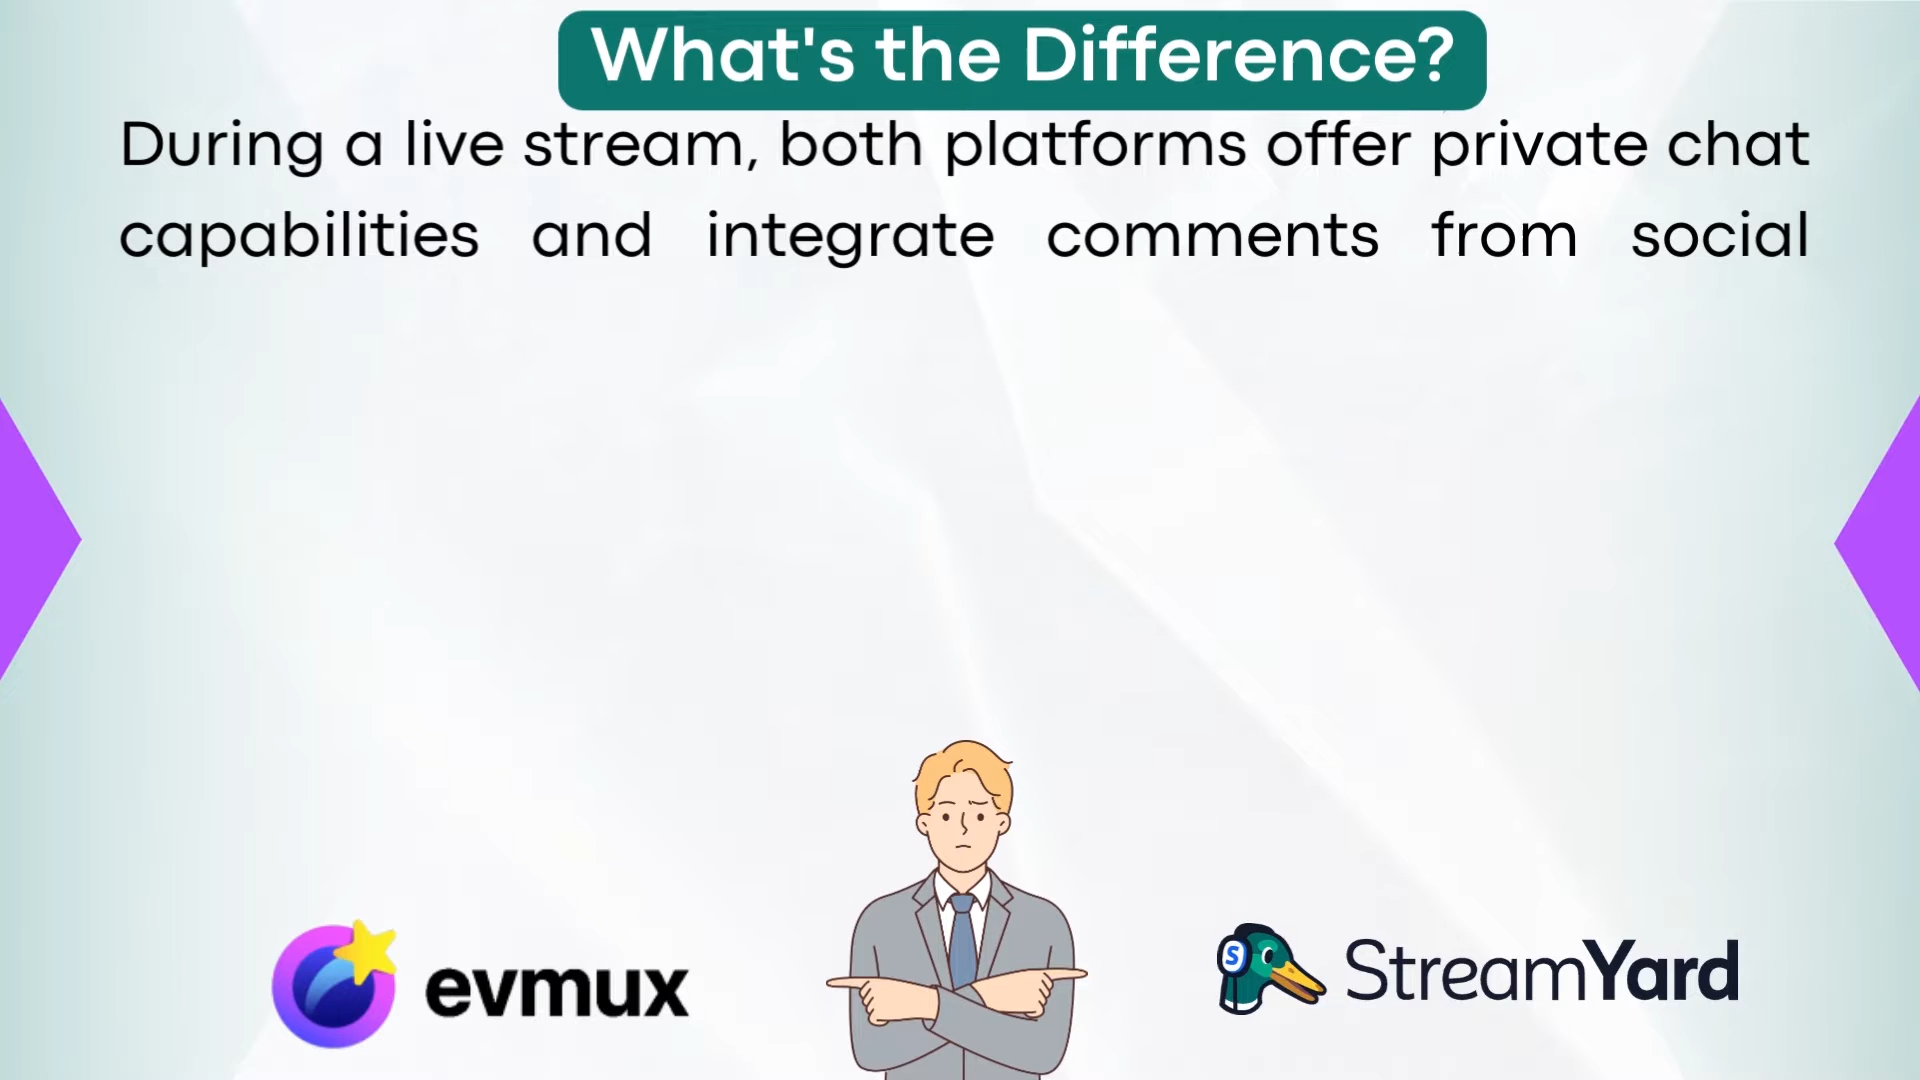 What's the Difference?
During a live stream, both platforms offer private chat
capabilities and integrate comments from social
evmux
S
StreamYard